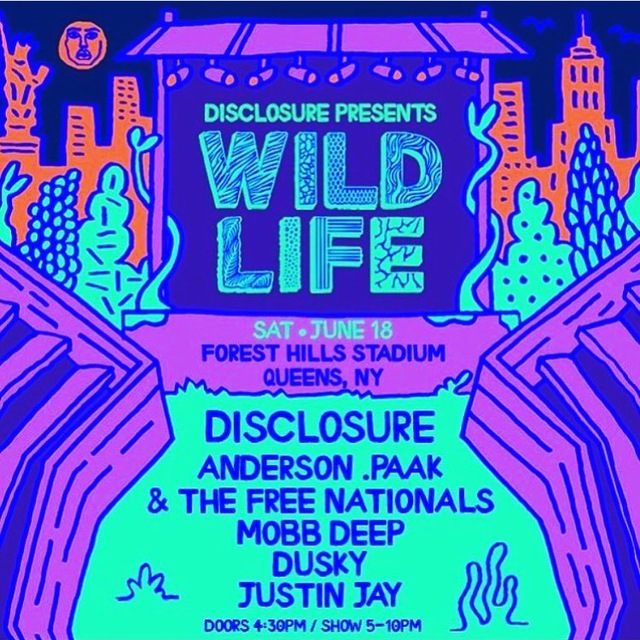 DISCLOSURE PRESENTS
WILD
LIFE
SAT • JUNE 18
FOREST HILLS STADIUM
QUEENS, NY
DISCLOSURE
ANDERSON .PAAK
& THE FREE NATIONALS
MOBB DEEP
DUSKY
JUSTIN JAY
DOORS 4:30PM / SHOW 5-10PM